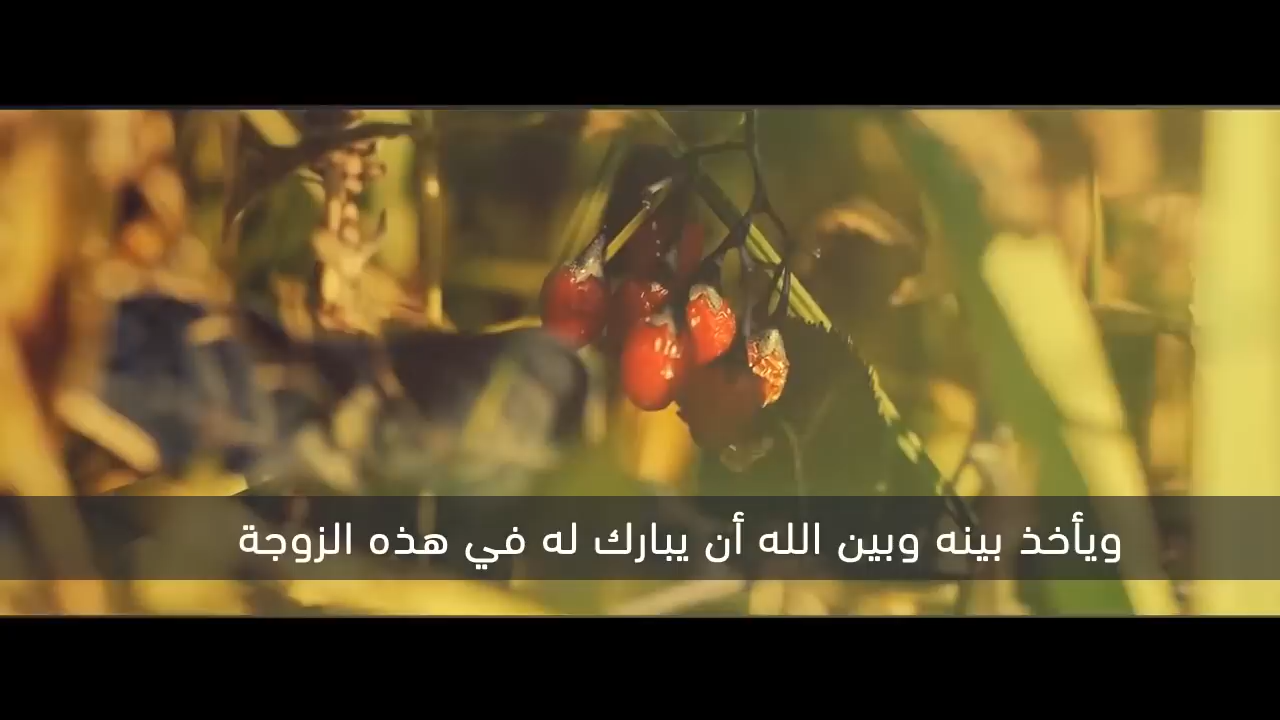 ويأخذ بينه وبين الله أن يبارك له في هذه الزوجة